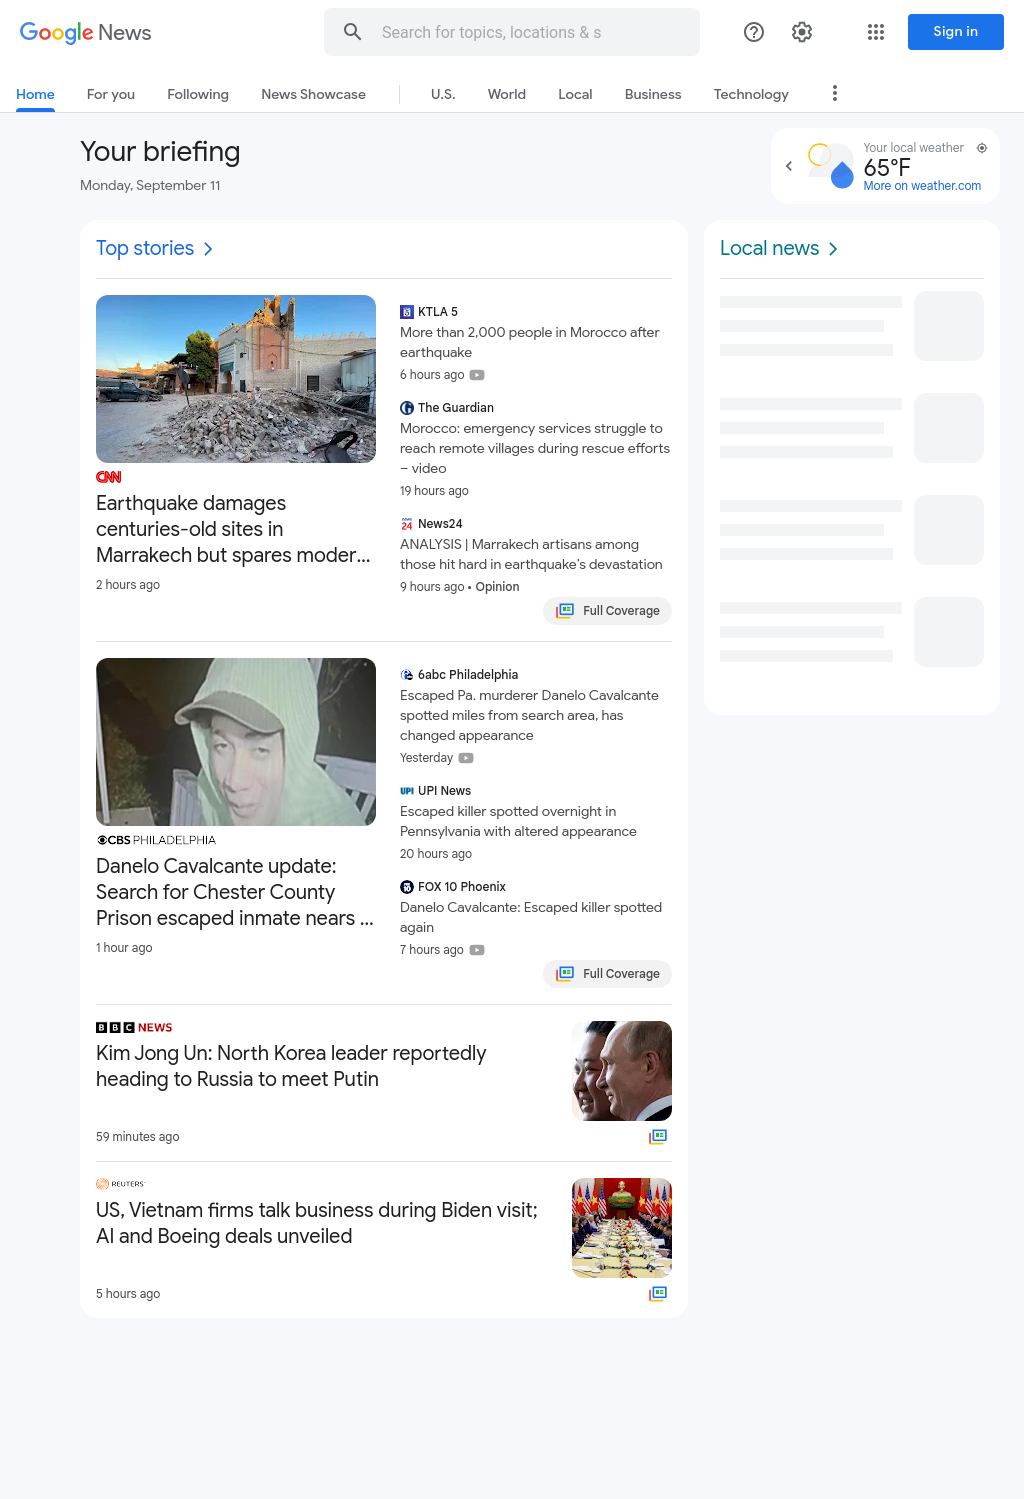 Google News
Search for topics, locations & s
Sign in
Home
For you
Following
News Showcase
U.S.
World
Local
Business
Technology
Your briefing
Monday, September 11
Your local weather
65°F
More on weather.com
Top stories
Local news
CNN
Earthquake damages
centuries-old sites in
Marrakech but spares moder...
2 hours ago
KTLA 5
More than 2,000 people in Morocco after
earthquake
6 hours ago
The Guardian
Morocco: emergency services struggle to
reach remote villages during rescue efforts
– video
19 hours ago
News24
ANALYSIS | Marrakech artisans among
those hit hard in earthquake's devastation
9 hours ago • Opinion
Full Coverage
CBS PHILADELPHIA
Danelo Cavalcante update:
Search for Chester County
Prison escaped inmate nears ...
1 hour ago
6abc Philadelphia
Escaped Pa. murderer Danelo Cavalcante
spotted miles from search area, has
changed appearance
Yesterday
UPI News
Escaped killer spotted overnight in
Pennsylvania with altered appearance
20 hours ago
FOX 10 Phoenix
Danelo Cavalcante: Escaped killer spotted
again
7 hours ago
Full Coverage
BBC NEWS
Kim Jong Un: North Korea leader reportedly
heading to Russia to meet Putin
59 minutes ago
REUTERS
US, Vietnam firms talk business during Biden visit;
AI and Boeing deals unveiled
5 hours ago